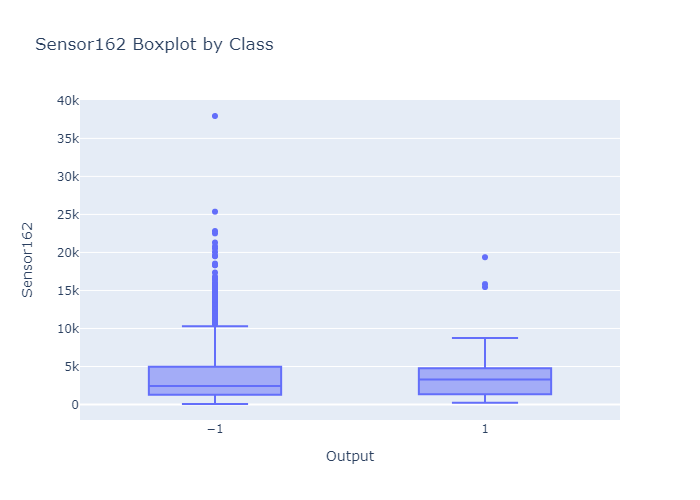 Sensor162 Boxplot by Class
40k
35k
30k
25k
20k
15k
10k
5k
0
Sensor162
−1
1
Output